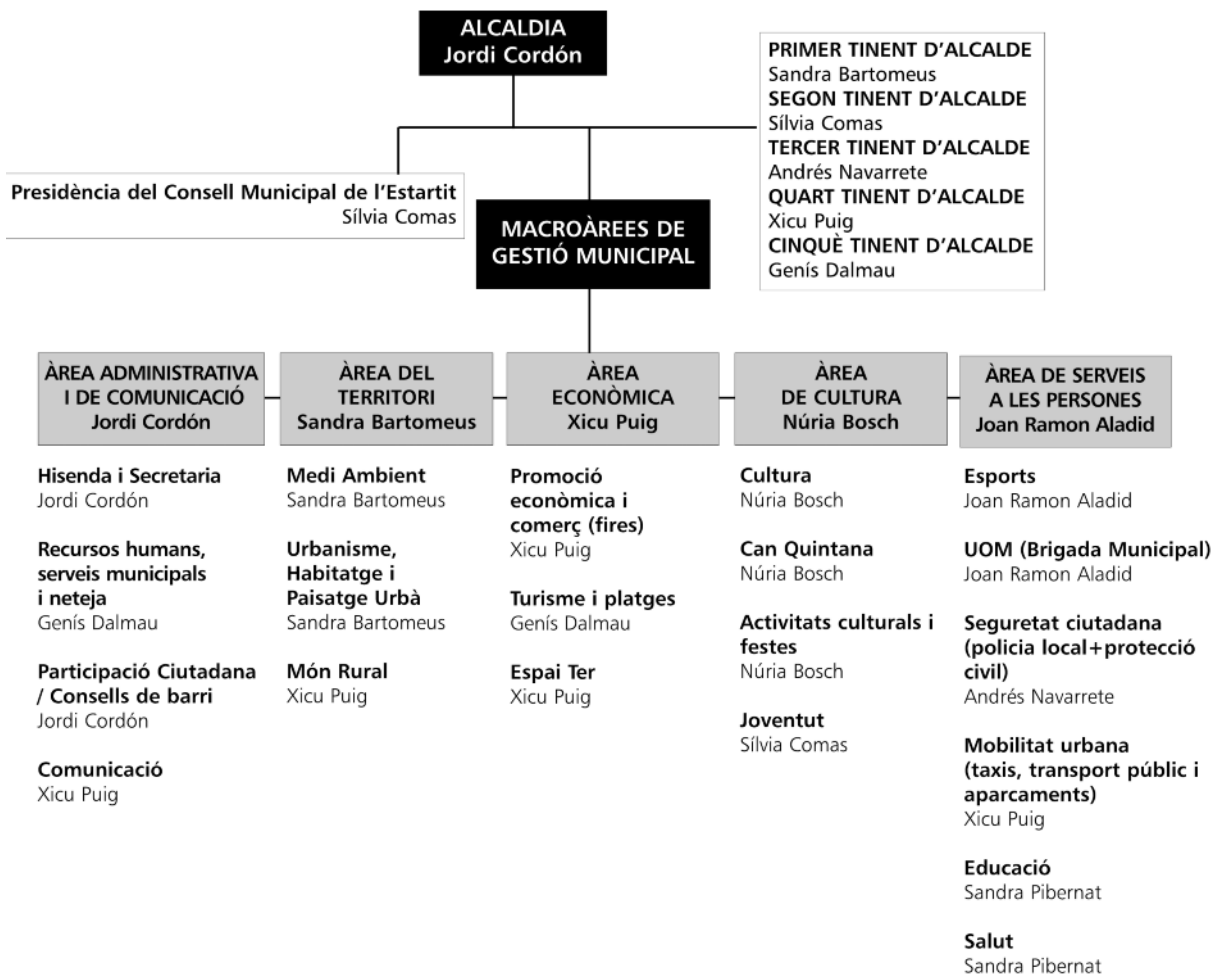 ALCALDIA
Jordi Cordón
PRIMER TINENT D'ALCALDE
Sandra Bartomeus
SEGON TINENT D'ALCALDE
Sílvia Comas
TERCER TINENT D'ALCALDE
Andrés Navarrete
QUART TINENT D'ALCALDE
Xicu Puig
CINQUÈ TINENT D'ALCALDE
Genís Dalmau
Presidència del Consell Municipal de l'Estartit
Sílvia Comas
MACROÀREES DE
GESTIÓ MUNICIPAL
ÀREA ADMINISTRATIVA
I DE COMUNICACIÓ
Jordi Cordón
Hisenda i Secretaria
Jordi Cordón
Recursos humans,
serveis municipals
i neteja
Genís Dalmau
Participació Ciutadana
/ Consells de barri
Jordi Cordón
Comunicació
Xicu Puig
ÀREA DEL
TERRITORI
Sandra Bartomeus
Medi Ambient
Sandra Bartomeus
Urbanisme,
Habitatge i
Paisatge Urbà
Sandra Bartomeus
Món Rural
Xicu Puig
ÀREA
ECONÒMICA
Xicu Puig
Promoció
econòmica i
comerç (fires)
Xicu Puig
Turisme i platges
Genís Dalmau
Espai Ter
Xicu Puig
ÀREA
DE CULTURA
Núria Bosch
Cultura
Núria Bosch
Can Quintana
Núria Bosch
Activitats culturals i
festes
Núria Bosch
Joventut
Sílvia Comas
ÀREA DE SERVEIS
A LES PERSONES
Joan Ramon Aladid
Esports
Joan Ramon Aladid
UOM (Brigada Municipal)
Joan Ramon Aladid
Seguretat ciutadana
(policia local+protecció
civil)
Andrés Navarrete
Mobilitat urbana
(taxis, transport públic i
aparcaments)
Xicu Puig
Educació
Sandra Pibernat
Salut
Sandra Pibernat